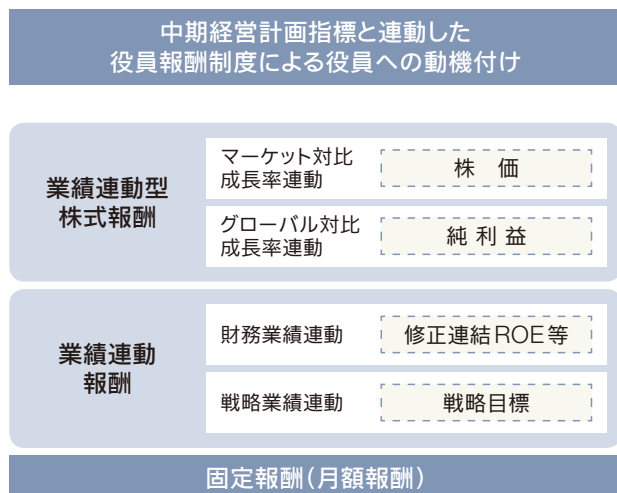 中期経営計画指標と連動した
役員報酬制度による役員への動機付け
業績連動型
株式報酬
マーケット対比
成長率連動
株 価
グローバル対比
成長率連動
純利益
業績連動
報酬
財務業績連動
修正連結ROE等
戦略業績連動
戦略目標
固定報酬（月額報酬）